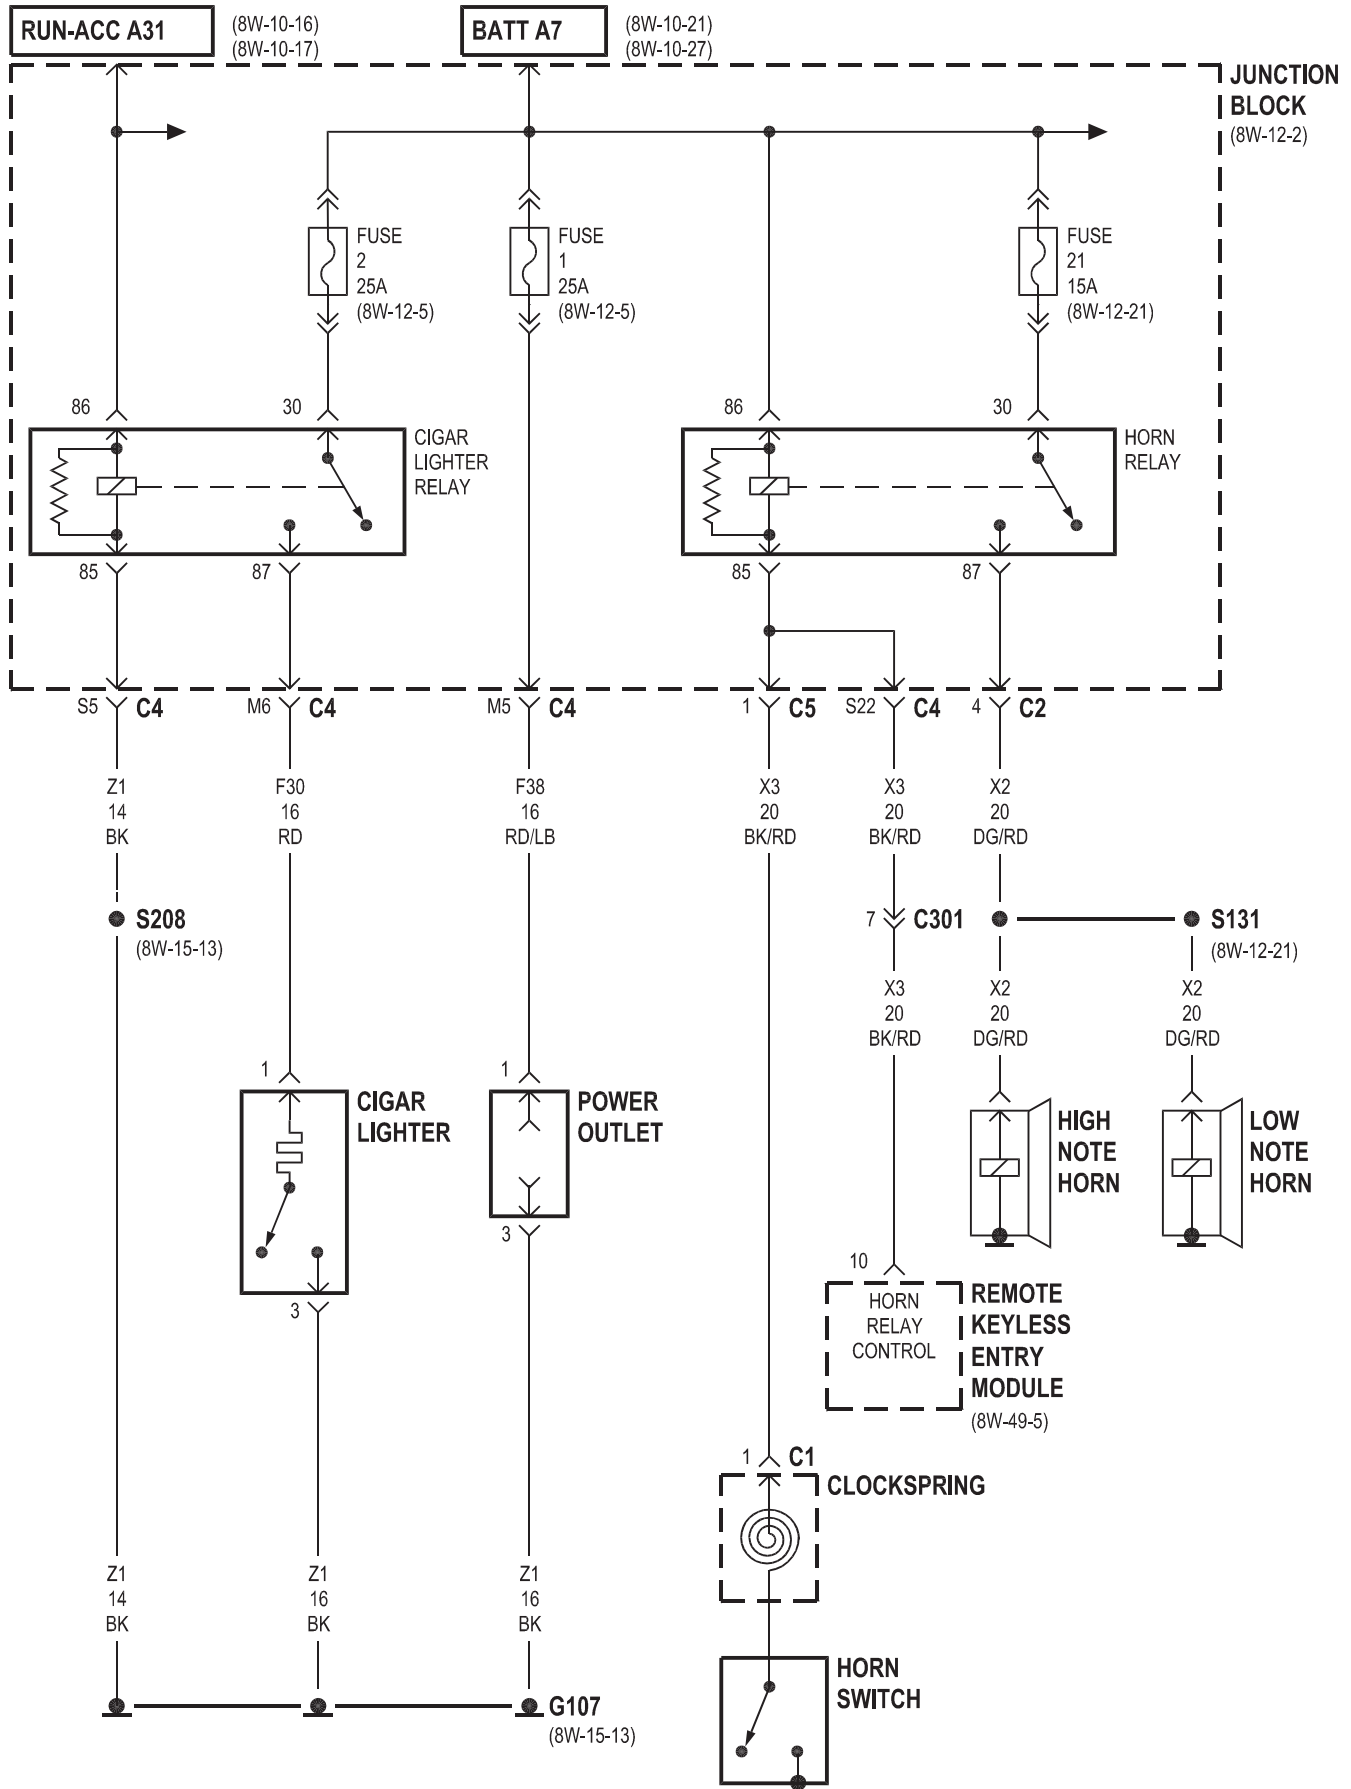 RUN-ACC A31
(8W-10-16)
(8W-10-17)
BATT A7
(8W-10-21)
(8W-10-27)
JUNCTION
BLOCK
(8W-12-2)
FUSE
2
25A
(8W-12-5)
FUSE
1
25A
(8W-12-5)
FUSE
21
15A
(8W-12-21)
86
30
CIGAR
LIGHTER
RELAY
85
87
86
30
HORN
RELAY
85
87
S5
C4
M6
C4
M5
C4
1
C5
S22
C4
4
C2
Z1
14
BK
F30
16
RD
F38
16
RD/LB
X3
20
BK/RD
X3
20
BK/RD
X2
20
DG/RD
S208
(8W-15-13)
7
C301
S131
(8W-12-21)
X3
20
BK/RD
X2
20
DG/RD
X2
20
DG/RD
1
CIGAR
LIGHTER
3
1
POWER
OUTLET
3
HIGH
NOTE
HORN
LOW
NOTE
HORN
10
HORN
RELAY
CONTROL
REMOTE
KEYLESS
ENTRY
MODULE
(8W-49-5)
1
C1
CLOCKSPRING
Z1
14
BK
Z1
16
BK
Z1
16
BK
HORN
SWITCH
G107
(8W-15-13)